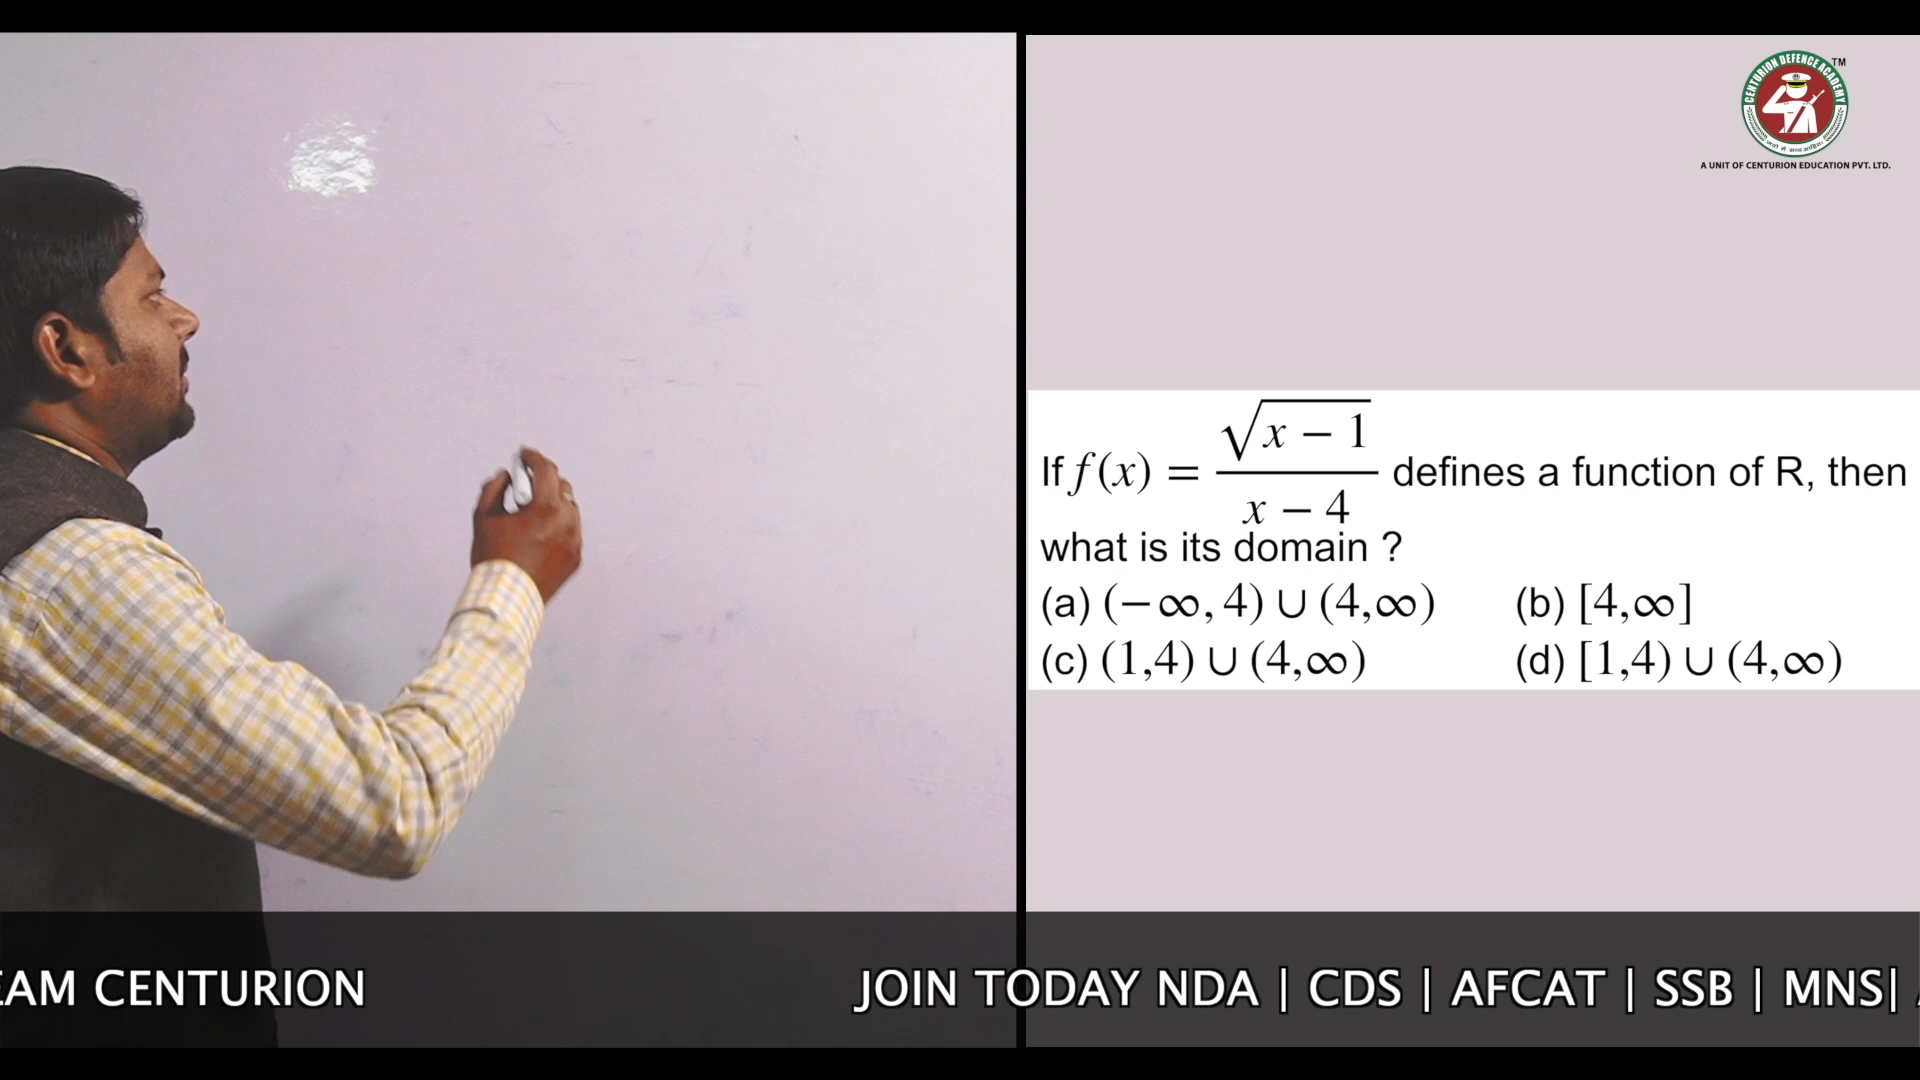 CENTURION DEFENCE ACADEMY
TM
A UNIT OF CENTURION EDUCATION PVT. LTD.
If f(x) = \frac{\sqrt{x - 1}}{x - 4} defines a function of R, then
what is its domain ?
(a) (−∞, 4) ∪ (4,∞) (b) [4,∞]
(c) (1,4) ∪ (4,∞) (d) [1,4) ∪ (4,∞)
EAM CENTURION JOIN TODAY NDA | CDS | AFCAT | SSB | MNS|